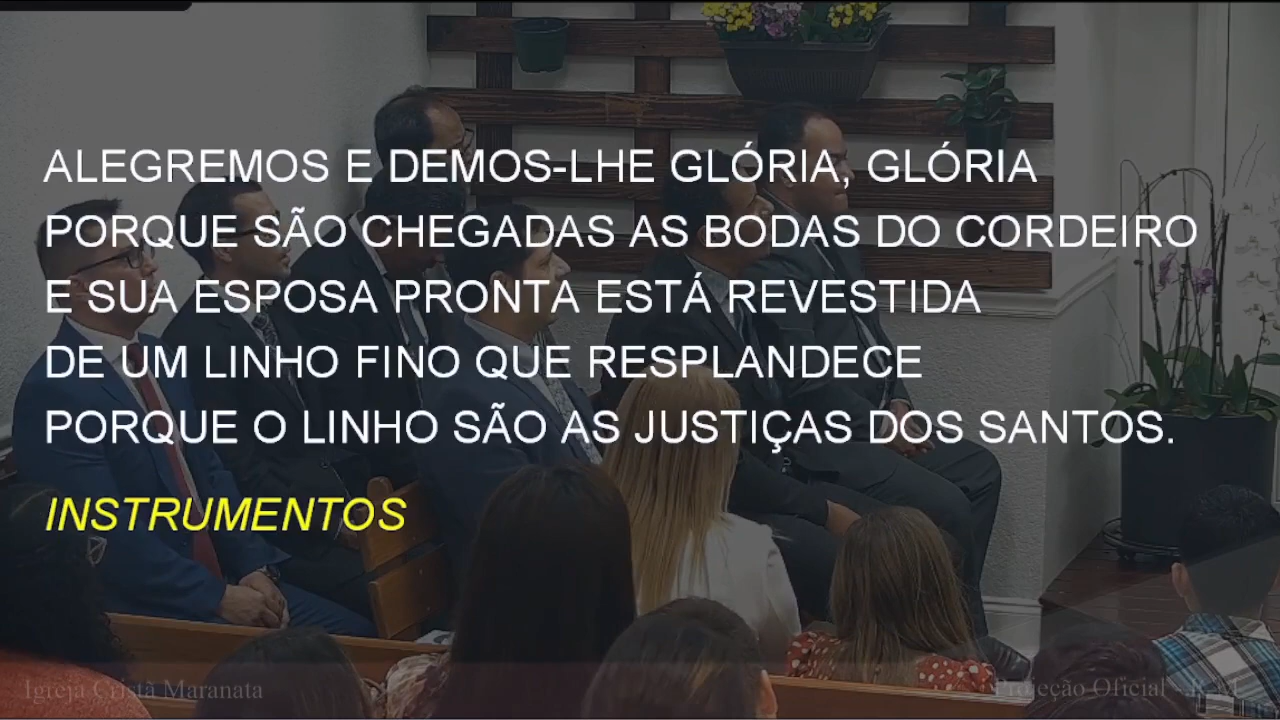 ALEGREMOS E DEMOS-LHE GLÓRIA, GLÓRIA
PORQUE SÃO CHEGADAS AS BODAS DO CORDEIRO
E SUA ESPOSA PRONTA ESTÁ REVESTIDA
DE UM LINHO FINO QUE RESPLANDECE
PORQUE O LINHO SÃO AS JUSTIÇAS DOS SANTOS.
INSTRUMENTOS
Igreja Cristã Maranata
Projeção Oficial